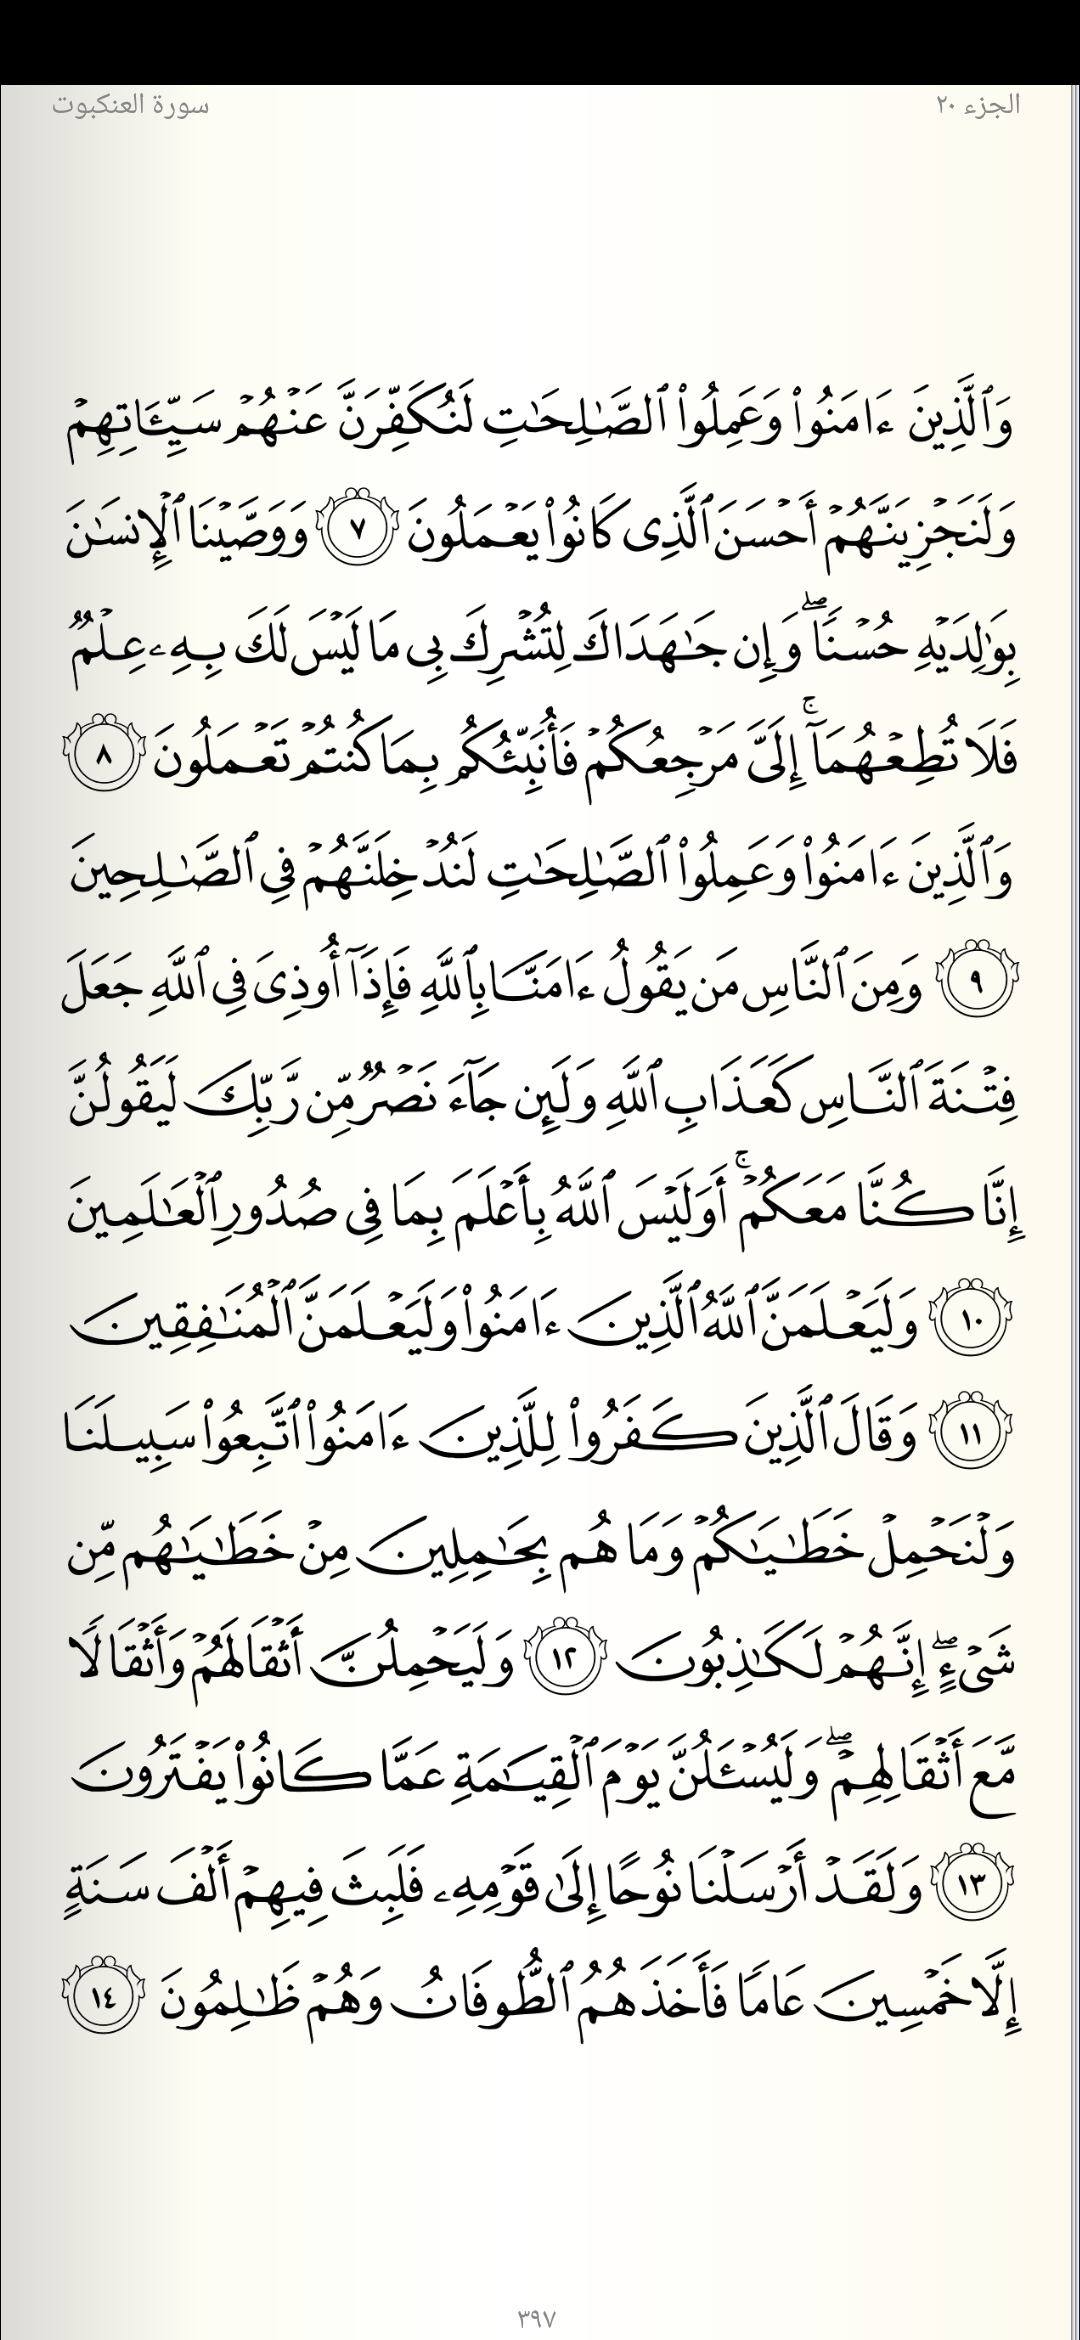 سورة العنكبوت
الجزء ٢٠
وَٱلَّذِينَ ءَامَنُوا۟ وَعَمِلُوا۟ ٱلصَّـٰلِحَـٰتِ لَنُكَفِّرَنَّ عَنْهُمْ سَيِّـَٔاتِهِمْ
وَلَنَجْزِيَنَّهُمْ أَحْسَنَ ٱلَّذِى كَانُوا۟ يَعْمَلُونَ ٧ وَوَصَّيْنَا ٱلْإِنسَـٰنَ
بِوَٰلِدَيْهِ حُسْنًا ۖ وَإِن جَـٰهَدَاكَ لِتُشْرِكَ بِى مَا لَيْسَ لَكَ بِهِۦ عِلْمٌ
فَلَا تُطِعْهُمَآ ۚ إِلَىَّ مَرْجِعُكُمْ فَأُنَبِّئُكُم بِمَا كُنتُمْ تَعْمَلُونَ ٨
وَٱلَّذِينَ ءَامَنُوا۟ وَعَمِلُوا۟ ٱلصَّـٰلِحَـٰتِ لَنُدْخِلَنَّهُمْ فِى ٱلصَّـٰلِحِينَ
٩ وَمِنَ ٱلنَّاسِ مَن يَقُولُ ءَامَنَّا بِٱللَّهِ فَإِذَآ أُوذِىَ فِى ٱللَّهِ جَعَلَ
فِتْنَةَ ٱلنَّاسِ كَعَذَابِ ٱللَّهِ وَلَئِن جَآءَ نَصْرٌ مِّن رَّبِّكَ لَيَقُولُنَّ
إِنَّا كُنَّا مَعَكُمْ ۚ أَوَلَيْسَ ٱللَّهُ بِأَعْلَمَ بِمَا فِى صُدُورِ ٱلْعَـٰلَمِينَ
١٠ وَلَيَعْلَمَنَّ ٱللَّهُ ٱلَّذِينَ ءَامَنُوا۟ وَلَيَعْلَمَنَّ ٱلْمُنَـٰفِقِينَ
١١ وَقَالَ ٱلَّذِينَ كَفَرُوا۟ لِلَّذِينَ ءَامَنُوا۟ ٱتَّبِعُوا۟ سَبِيلَنَا
وَلْنَحْمِلْ خَطَـٰيَـٰكُمْ وَمَا هُم بِحَـٰمِلِينَ مِنْ خَطَـٰيَـٰهُم مِّن
شَىْءٍ ۖ إِنَّهُمْ لَكَـٰذِبُونَ ١٢ وَلَيَحْمِلُنَّ أَثْقَالَهُمْ وَأَثْقَالًا
مَّعَ أَثْقَالِهِمْ ۖ وَلَيُسْـَٔلُنَّ يَوْمَ ٱلْقِيَـٰمَةِ عَمَّا كَانُوا۟ يَفْتَرُونَ
١٣ وَلَقَدْ أَرْسَلْنَا نُوحًا إِلَىٰ قَوْمِهِۦ فَلَبِثَ فِيهِمْ أَلْفَ سَنَةٍ
إِلَّا خَمْسِينَ عَامًا فَأَخَذَهُمُ ٱلطُّوفَانُ وَهُمْ ظَـٰلِمُونَ ١٤
٣٩٧